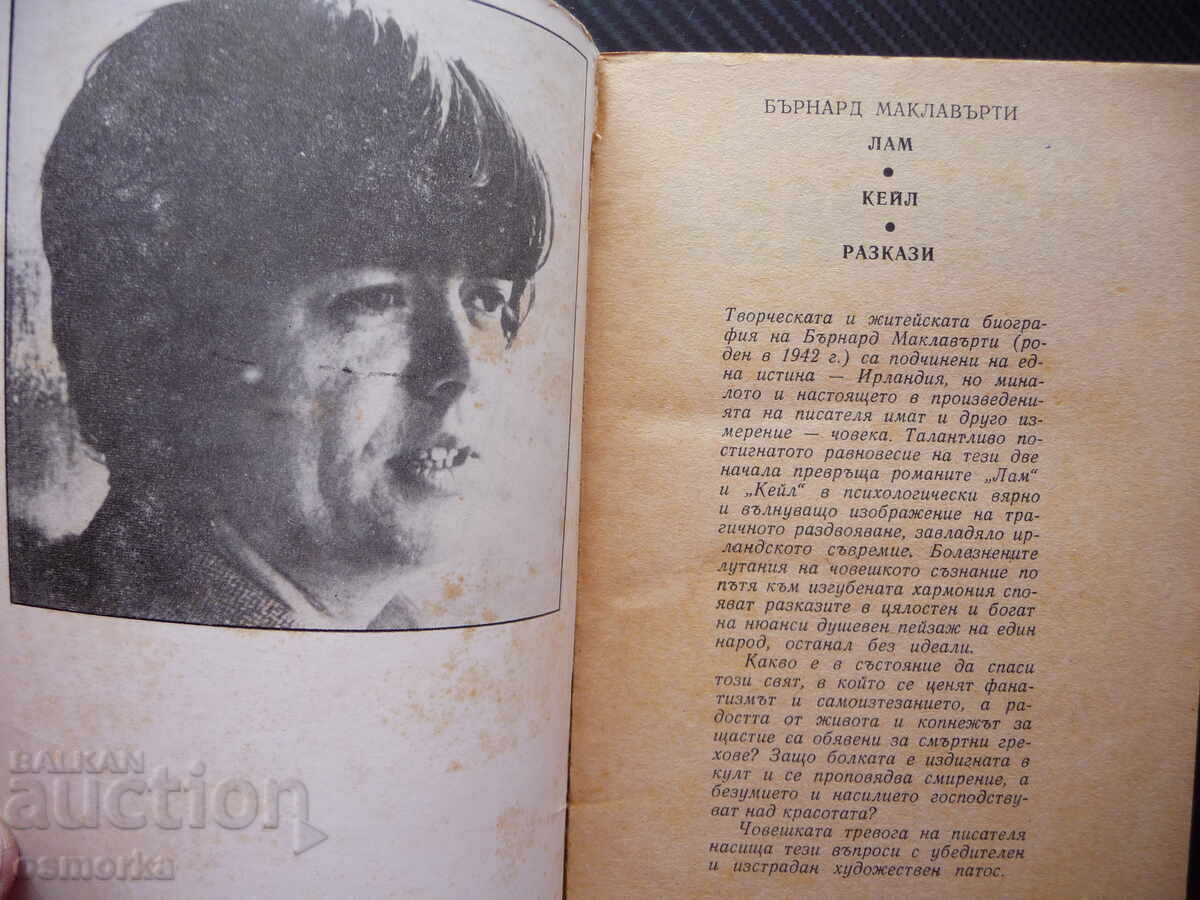 БЪРНАРД МАКЛАВЪРТИ
ЛАМ
•
КЕЙЛ
•
РАЗКАЗИ
Творческата и житейската биогра-
фия на Бърнард Маклавърти (ро-
ден в 1942 г.) са подчинени на ед-
на истина — Ирландия, но мина-
лото и настоящето в произведени-
ята на писателя имат и друго из-
мерение — човека. Талантливо по-
стигнатото равновесие на тези две
начала превръща романите „Лам“
и „Кейл“ в психологически вярно
и вълнуващо изображение на тра-
гичното раздвояване, завладяло ир-
ландското съвремие. Болезнените
лутания на човешкото съзнание по
пътя към изгубената хармония спо-
яват разказите в цялостен и богат
на нюанси душевен пейзаж на един
народ, останал без идеали.
Какво е в състояние да спаси
този свят, в който се ценят фана-
тизмът и самоизтезанието, а ра-
достта от живота и копнежът за
щастие са обявени за смъртни гре-
хове? Защо болката е издигната в
култ и се проповядва смирение, а
безумието и насилието господству-
ват над красотата?
Човешката тревога на писателя
насища тези въпроси с убедителен
и изстрадан художествен патос.
BALKAN
auction
osmorka